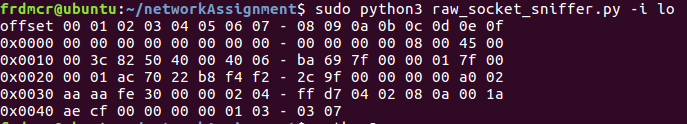 frdmcr@ubuntu:~/networkAssignment$ sudo python3 raw_socket_sniffer.py -i lo
offset 00 01 02 03 04 05 06 07 - 08 09 0a 0b 0c 0d 0e 0f
0x0000 00 00 00 00 00 00 00 00 - 00 00 00 00 08 00 45 00
0x0010 00 3c 82 50 40 00 40 06 - ba 69 7f 00 00 01 7f 00
0x0020 00 01 ac 70 22 b8 f4 f2 - 2c 9f 00 00 00 00 a0 02
0x0030 aa aa fe 30 00 00 02 04 - ff d7 04 02 08 0a 00 1a
0x0040 ae cf 00 00 00 00 01 03 - 03 07